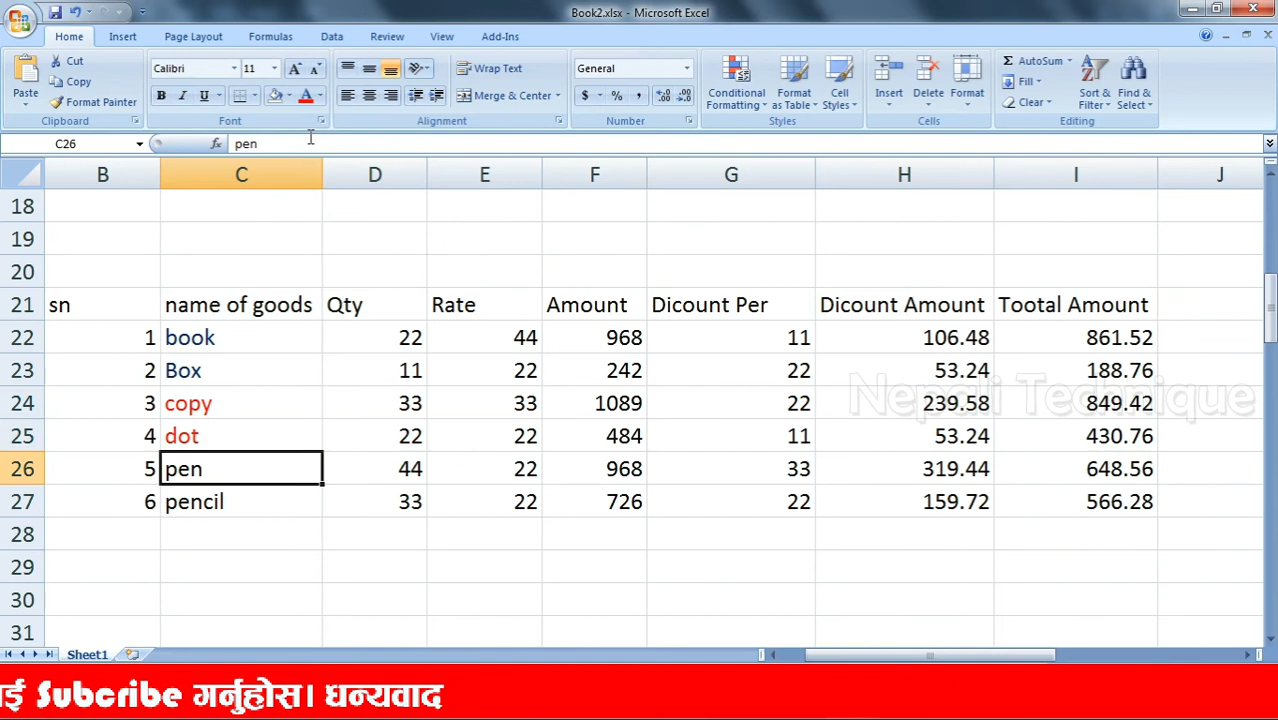 Book2.xlsx - Microsoft Excel
Home Insert Page Layout Formulas Data Review View Add-Ins
Paste
Cut
Copy
Format Painter
Clipboard
Calibri 11 A A
B I U A
Font
Wrap Text
Merge & Center
Alignment
General
$ % , .0 .00 .00 .0
Number
Conditional Formatting
Format as Table
Cell Styles
Styles
Insert
Delete
Format
Cells
Σ AutoSum
Fill
Clear
Sort & Filter
Find & Select
Editing
C26 fx pen
B C D E F G H I J
18
19
20
21 sn name of goods Qty Rate Amount Dicount Per Dicount Amount Tootal Amount
22 1 book 22 44 968 11 106.48 861.52
23 2 Box 11 22 242 22 53.24 188.76
24 3 copy 33 33 1089 22 239.58 849.42
Nepali Technique
25 4 dot 22 22 484 11 53.24 430.76
26 5 pen 44 22 968 33 319.44 648.56
27 6 pencil 33 22 726 22 159.72 566.28
28
29
30
31
Sheet1
ाई Subcribe गर्नुहोस। धन्यवाद